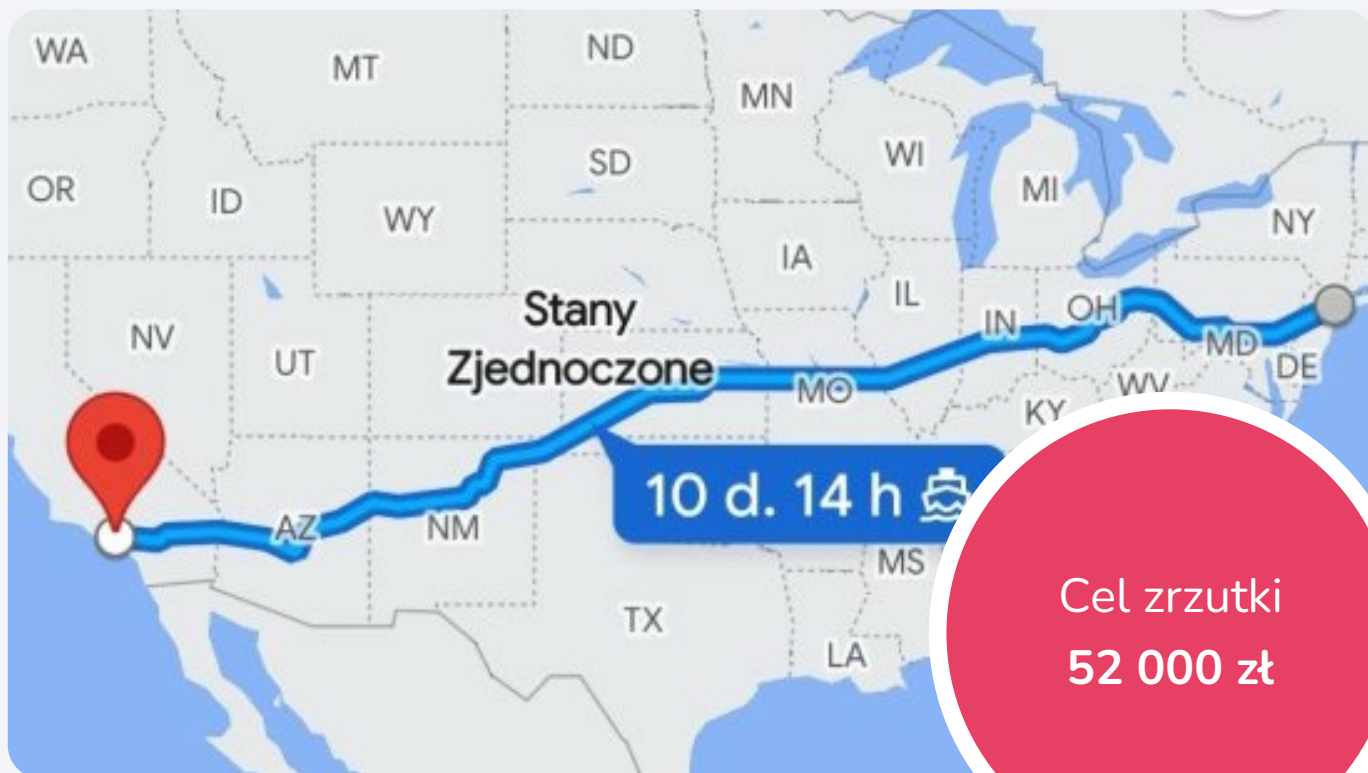 WA
MT
ND
MN
OR
ID
WY
SD
WI
MI
NY
IA
NV
UT
Stany
Zjednoczone
IL
IN
OH
MD
DE
MO
WV
KY
10 d. 14 h
AZ
NM
MS
TX
LA
Cel zrzutki
52 000 zł